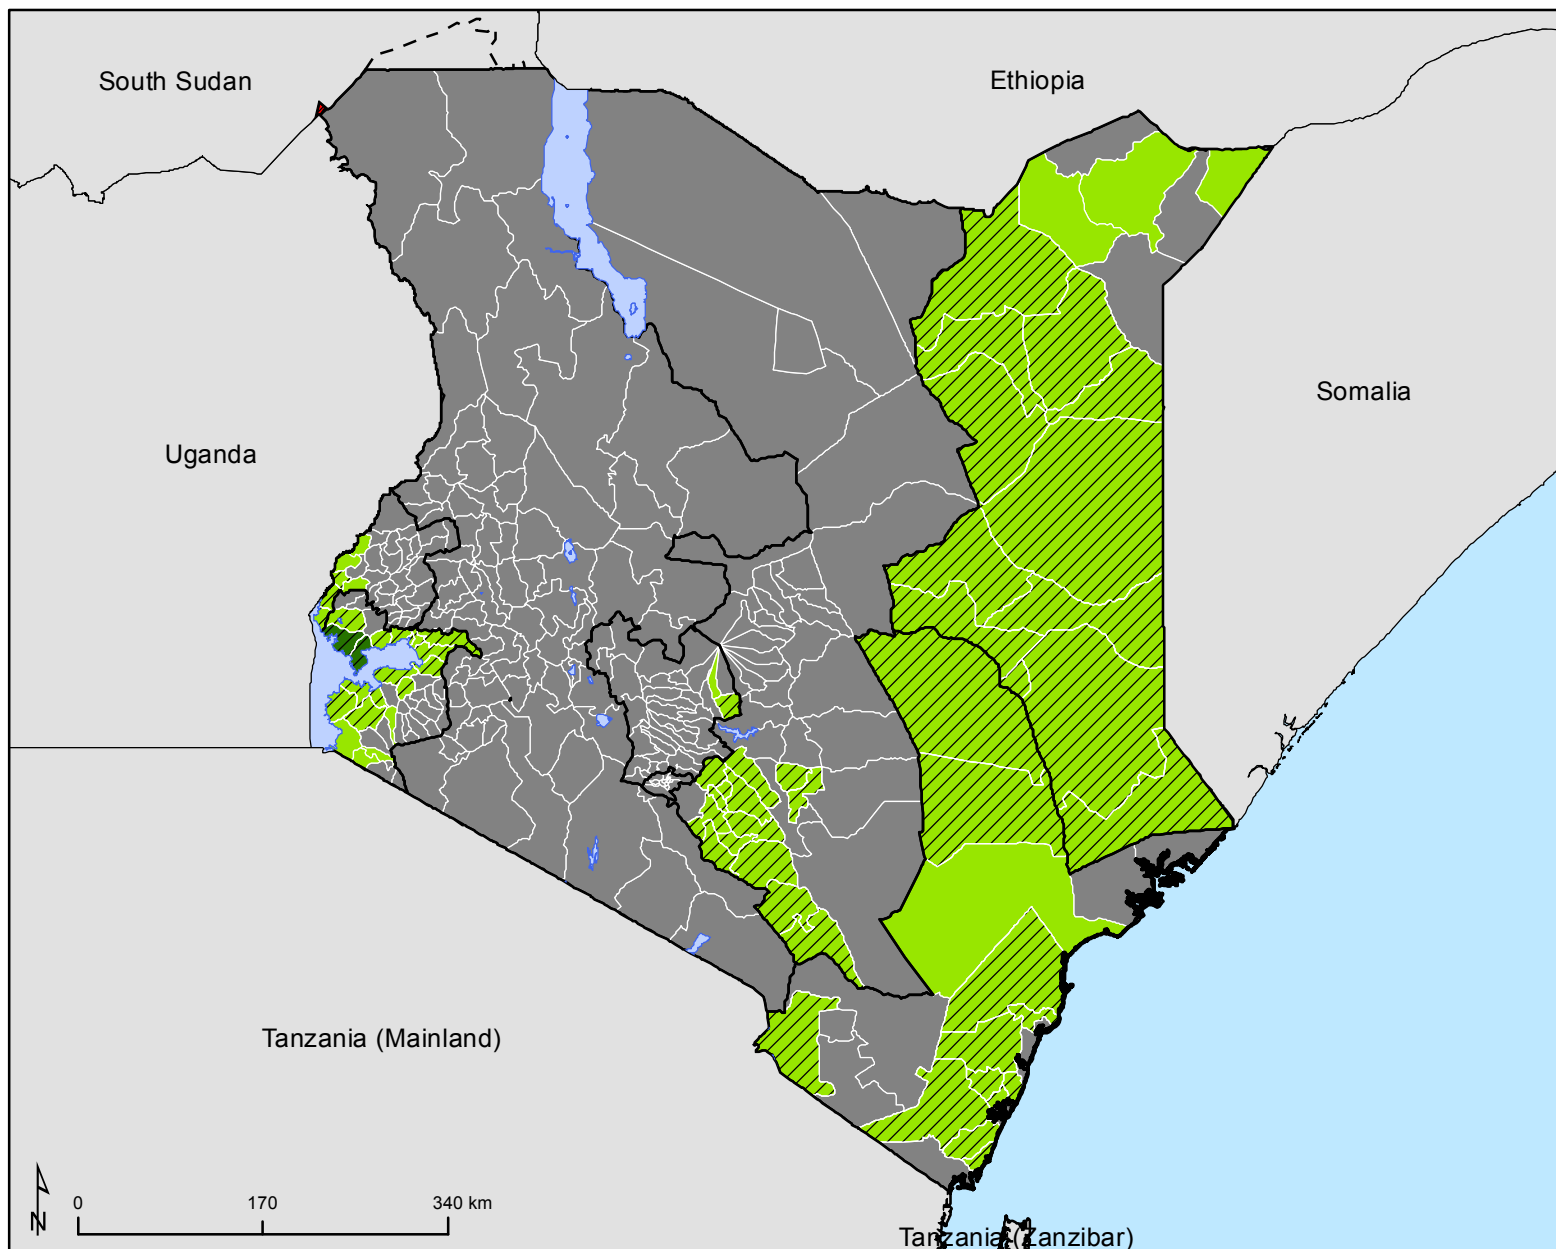 South Sudan
Ethiopia
Somalia
Uganda
Tanzania (Mainland)
N
0 170 340 km
Tanzania (Zanzibar)